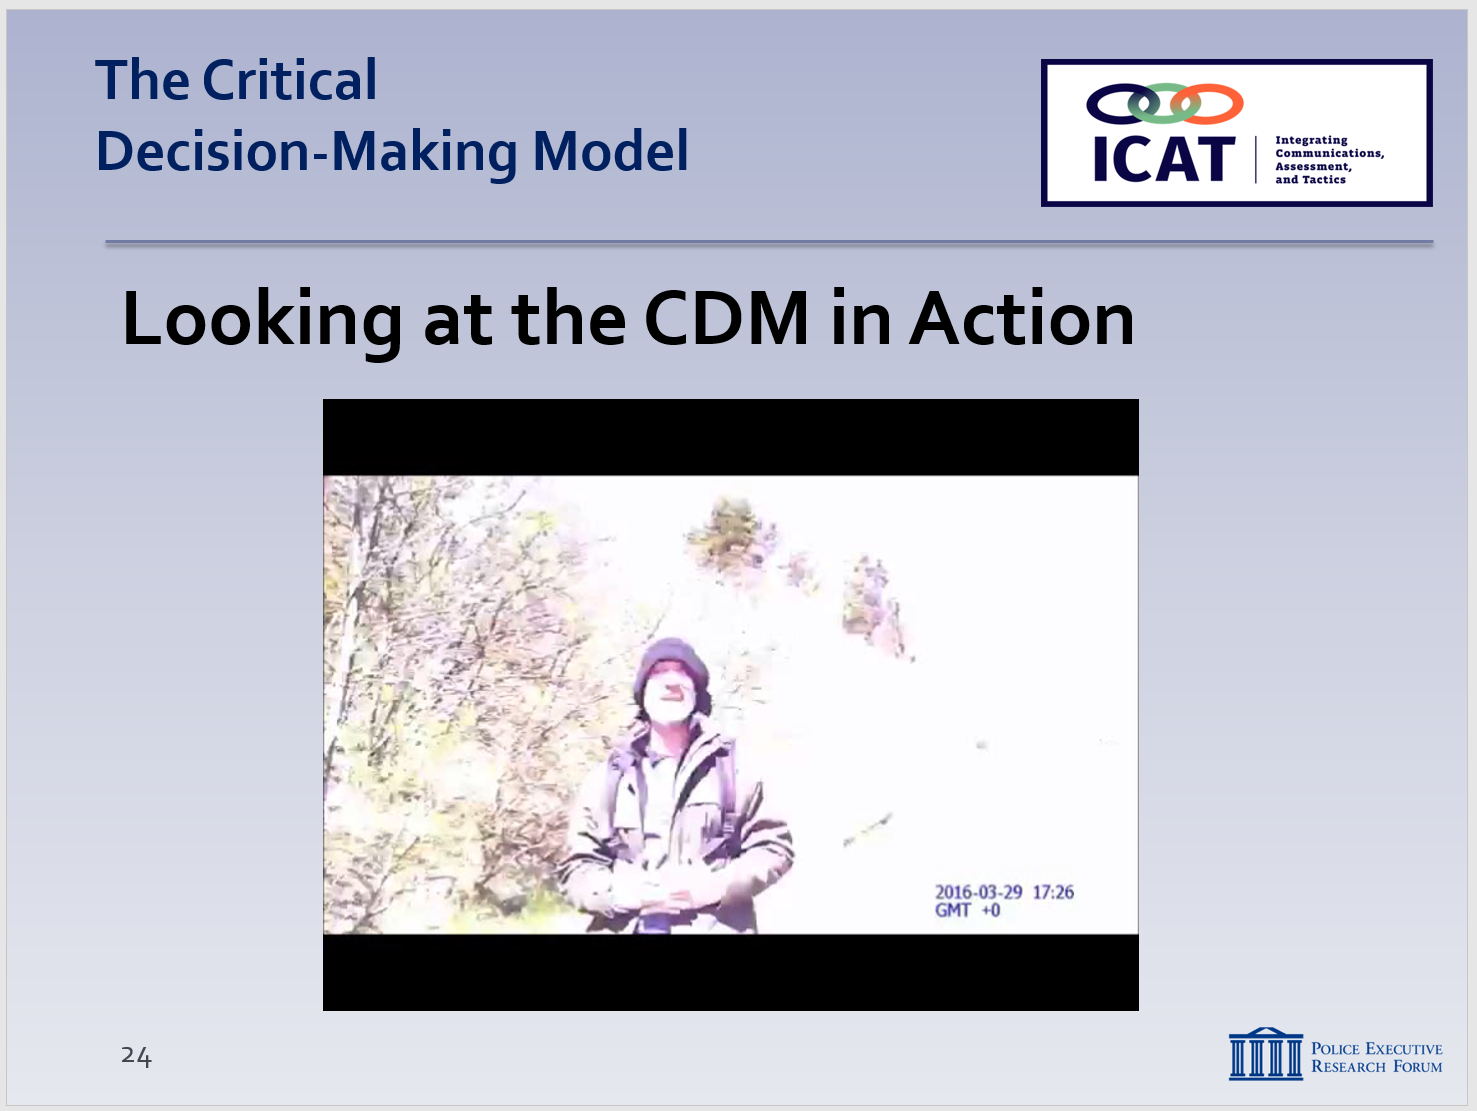 The Critical
Decision-Making Model
ICAT
Integrating
Communications,
Assessment,
and Tactics
Looking at the CDM in Action
2016-03-29 17:26
GMT +0
24
POLICE EXECUTIVE
RESEARCH FORUM